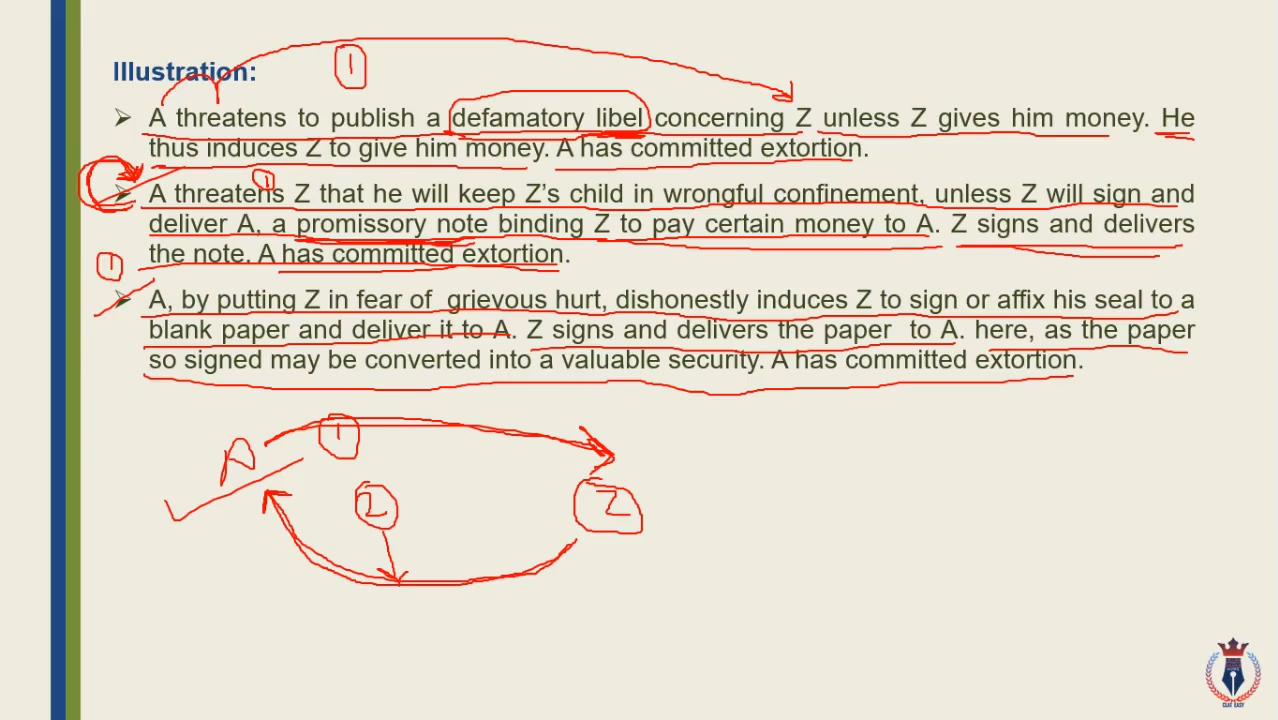 Illustration:
1
➢ A threatens to publish a defamatory libel concerning Z unless Z gives him money. He
thus induces Z to give him money. A has committed extortion.
1
➢ A threatens Z that he will keep Z's child in wrongful confinement, unless Z will sign and
deliver A, a promissory note binding Z to pay certain money to A. Z signs and delivers
the note. A has committed extortion.
1
➢ A, by putting Z in fear of grievous hurt, dishonestly induces Z to sign or affix his seal to a
blank paper and deliver it to A. Z signs and delivers the paper to A. here, as the paper
so signed may be converted into a valuable security. A has committed extortion.
A 1
2 Z
CLAT EASY